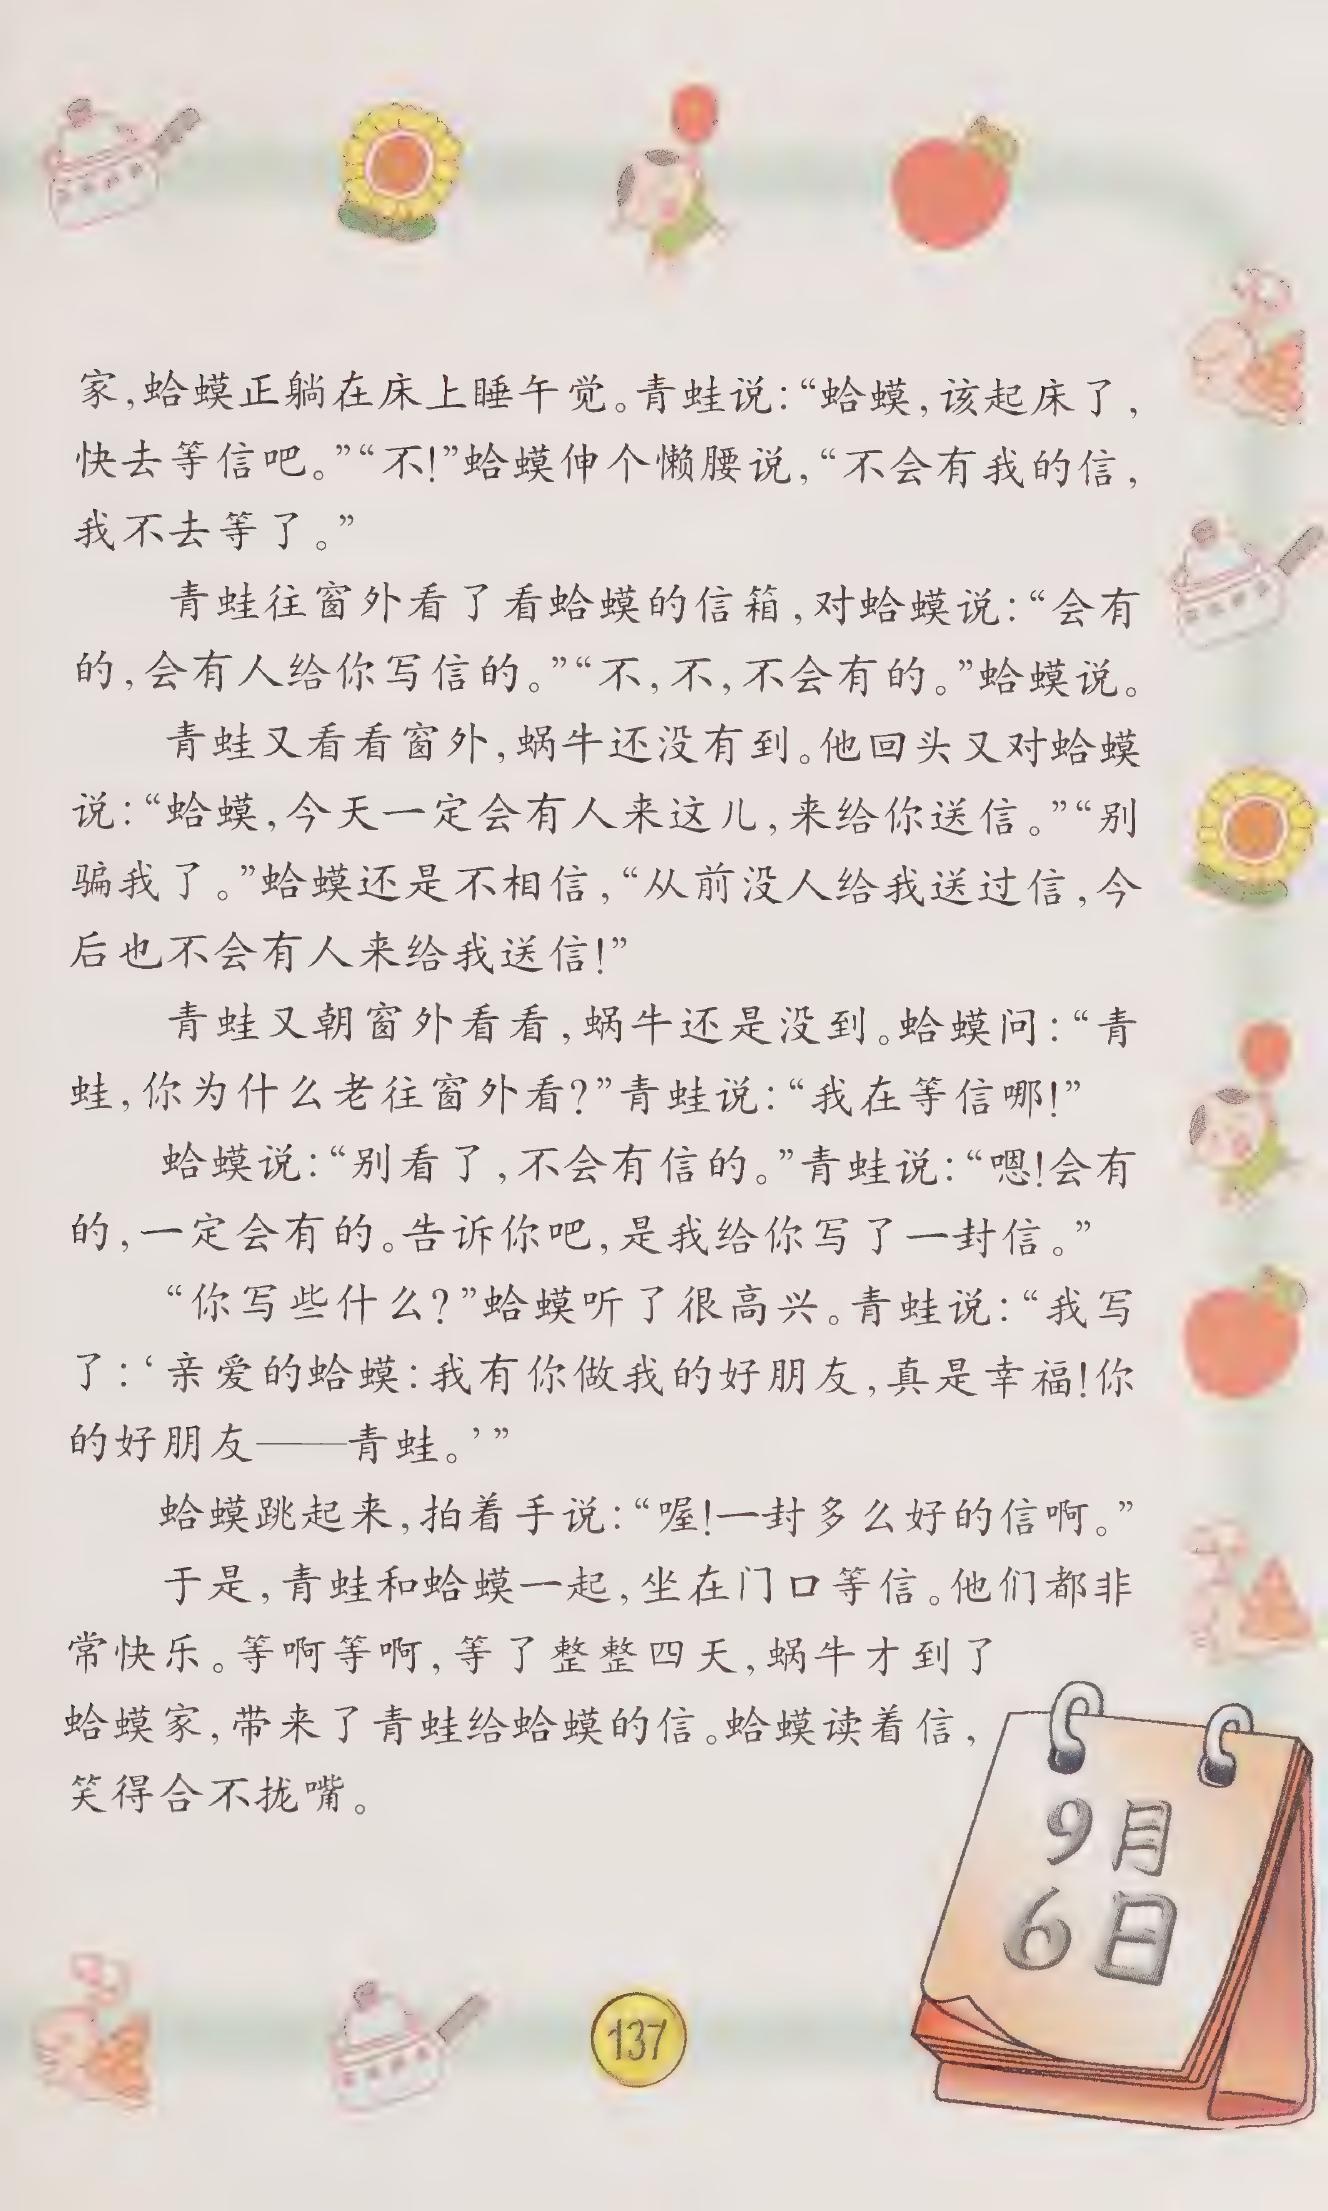 家，蛤蟆正躺在床上睡午觉。青蛙说：“蛤蟆，该起床了，
快去等信吧。”“不！”蛤蟆伸个懒腰说，“不会有我的信，
我不去等了。”
青蛙往窗外看了看蛤蟆的信箱，对蛤蟆说：“会有
的，会有人给你写信的。”“不，不，不会有的。”蛤蟆说。
青蛙又看看窗外，蜗牛还没有到。他回头又对蛤蟆
说：“蛤蟆，今天一定会有人来这儿，来给你送信。”“别
骗我了。”蛤蟆还是不相信，“从前没人给我送过信，今
后也不会有人来给我送信！”
青蛙又朝窗外看看，蜗牛还是没到。蛤蟆问：“青
蛙，你为什么老往窗外看？”青蛙说：“我在等信哪！”
蛤蟆说：“别看了，不会有信的。”青蛙说：“嗯！会有
的，一定会有的。告诉你吧，是我给你写了一封信。”
“你写些什么？”蛤蟆听了很高兴。青蛙说：“我写
了：‘亲爱的蛤蟆：我有你做我的好朋友，真是幸福！你
的好朋友——青蛙。’”
蛤蟆跳起来，拍着手说：“喔！一封多么好的信啊。”
于是，青蛙和蛤蟆一起，坐在门口等信。他们都非
常快乐。等啊等啊，等了整整四天，蜗牛才到了
蛤蟆家，带来了青蛙给蛤蟆的信。蛤蟆读着信，
笑得合不拢嘴。
9月
6日
137